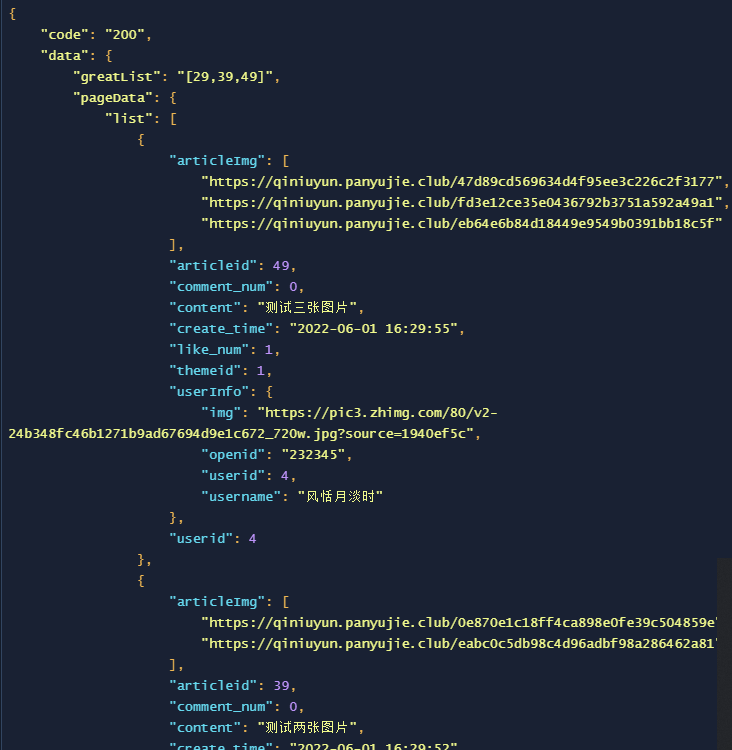 {
"code": "200",
"data": {
"greatList": "[29,39,49]",
"pageData": {
"list": [
{
"articleImg": [
"https://qiniuyun.panyujie.club/47d89cd569634d4f95ee3c226c2f3177",
"https://qiniuyun.panyujie.club/fd3e12ce35e0436792b3751a592a49a1",
"https://qiniuyun.panyujie.club/eb64e6b84d18449e9549b0391bb18c5f"
],
"articleid": 49,
"comment_num": 0,
"content": "测试三张图片",
"create_time": "2022-06-01 16:29:55",
"like_num": 1,
"themeid": 1,
"userInfo": {
"img": "https://pic3.zhimg.com/80/v2-
24b348fc46b1271b9ad67694d9e1c672_720w.jpg?source=1940ef5c",
"openid": "232345",
"userid": 4,
"username": "风恬月淡时"
},
"userid": 4
},
{
"articleImg": [
"https://qiniuyun.panyujie.club/0e870e1c18ff4ca898e0fe39c504859e"
"https://qiniuyun.panyujie.club/eabc0c5db98c4d96adbf98a286462a81"
],
"articleid": 39,
"comment_num": 0,
"content": "测试两张图片",
"create_time": "2022-06-01 16:29:52"